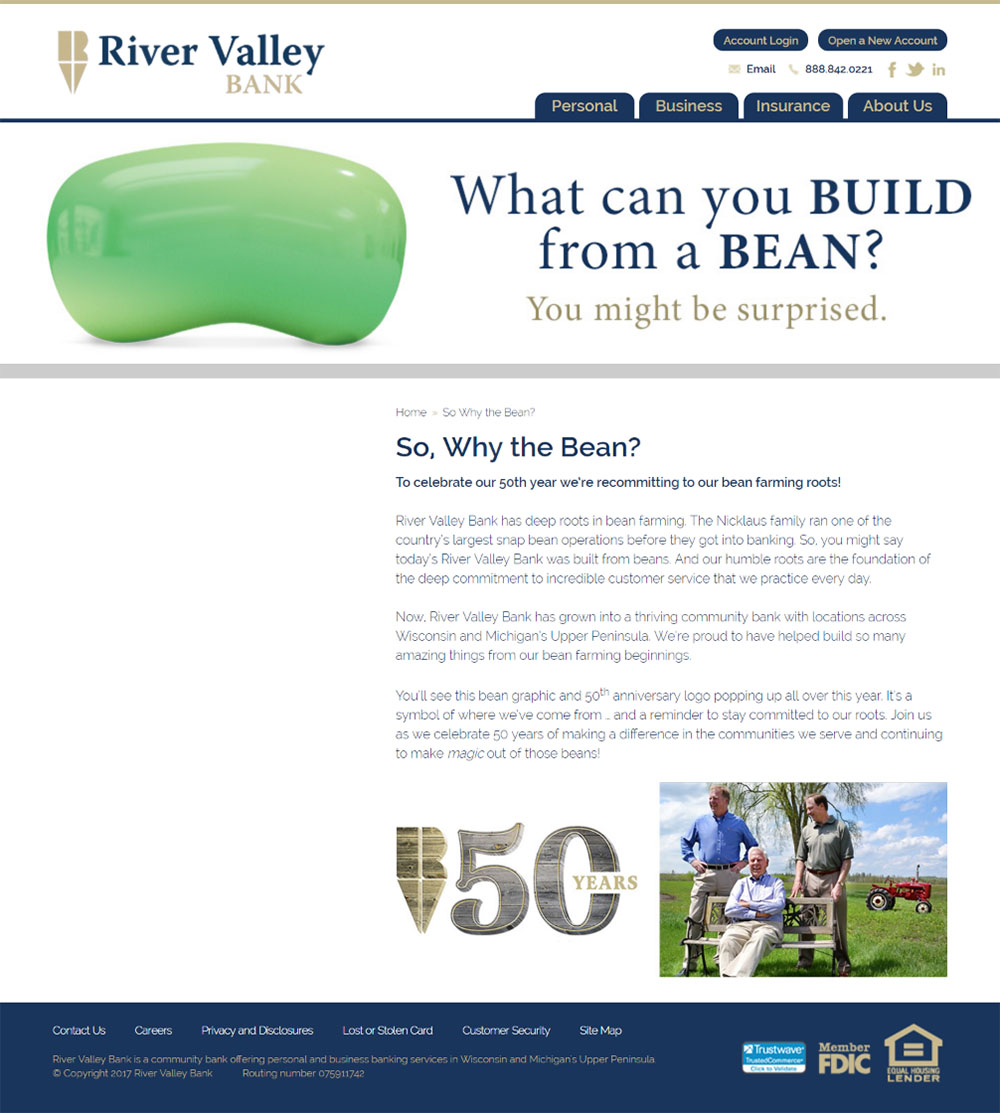 River Valley
BANK
Account Login
Open a New Account
Email
888.842.0221
Personal
Business
Insurance
About Us
What can you BUILD
from a BEAN?
You might be surprised.
Home » So Why the Bean?
So, Why the Bean?
To celebrate our 50th year we're recommitting to our bean farming roots!
River Valley Bank has deep roots in bean farming. The Nicklaus family ran one of the
country's largest snap bean operations before they got into banking. So, you might say
today's River Valley Bank was built from beans. And our humble roots are the foundation of
the deep commitment to incredible customer service that we practice every day.
Now, River Valley Bank has grown into a thriving community bank with locations across
Wisconsin and Michigan's Upper Peninsula. We're proud to have helped build so many
amazing things from our bean farming beginnings.
You'll see this bean graphic and 50th anniversary logo popping up all over this year. It's a
symbol of where we've come from … and a reminder to stay committed to our roots. Join us
as we celebrate 50 years of making a difference in the communities we serve and continuing
to make magic out of those beans!
50
YEARS
Contact Us
Careers
Privacy and Disclosures
Lost or Stolen Card
Customer Security
Site Map
River Valley Bank is a community bank offering personal and business banking services in Wisconsin and Michigan's Upper Peninsula.
© Copyright 2017 River Valley Bank
Routing number 075911742
Trustwave
TrustedCommerce
Click to Validate
Member
FDIC
EQUAL HOUSING
LENDER